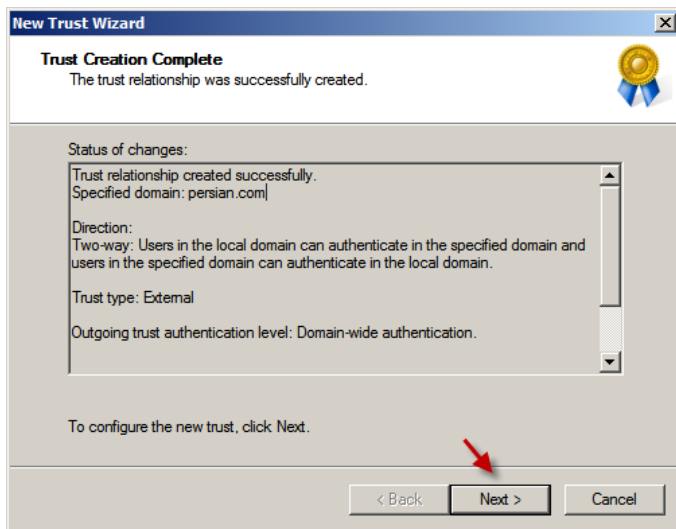 New Trust Wizard
Trust Creation Complete
The trust relationship was successfully created.
Status of changes:
Trust relationship created successfully.
Specified domain: persian.com
Direction:
Two-way: Users in the local domain can authenticate in the specified domain and
users in the specified domain can authenticate in the local domain.
Trust type: External
Outgoing trust authentication level: Domain-wide authentication.
To configure the new trust, click Next.
< Back
Next >
Cancel